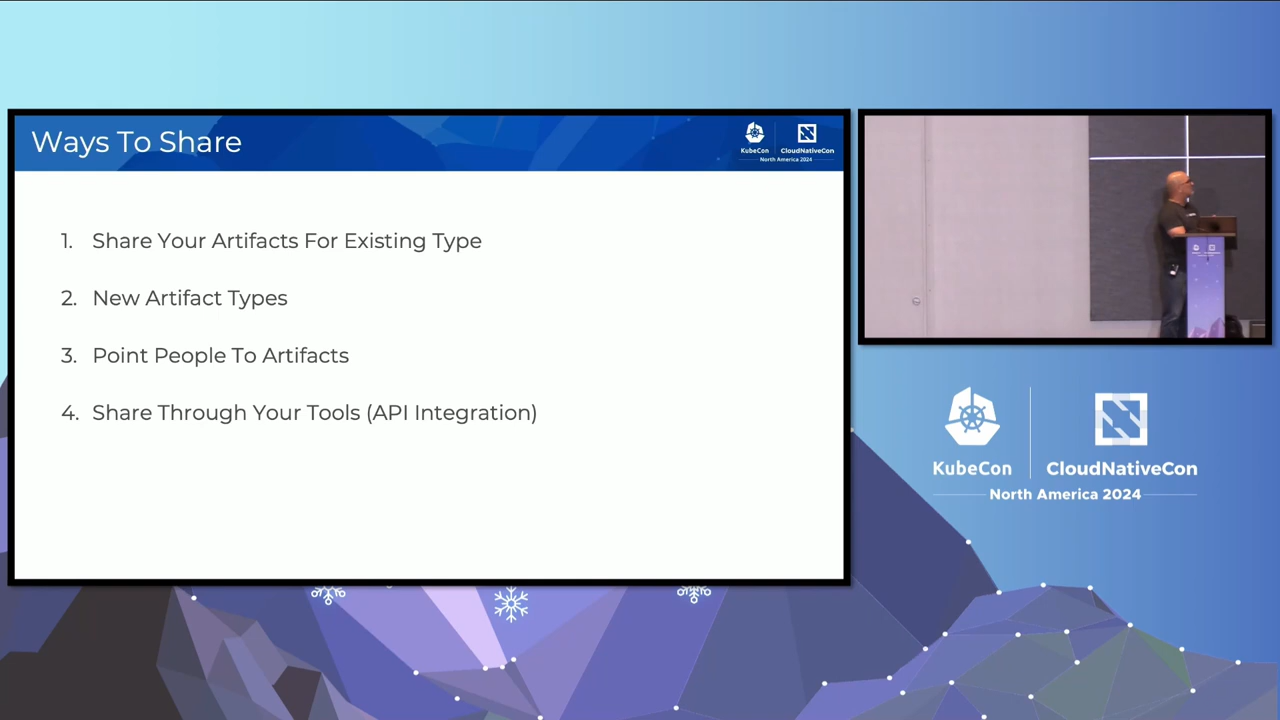 Ways To Share
KubeCon
CloudNativeCon
North America 2024
1. Share Your Artifacts For Existing Type
2. New Artifact Types
3. Point People To Artifacts
4. Share Through Your Tools (API Integration)
KubeCon
CloudNativeCon
North America 2024